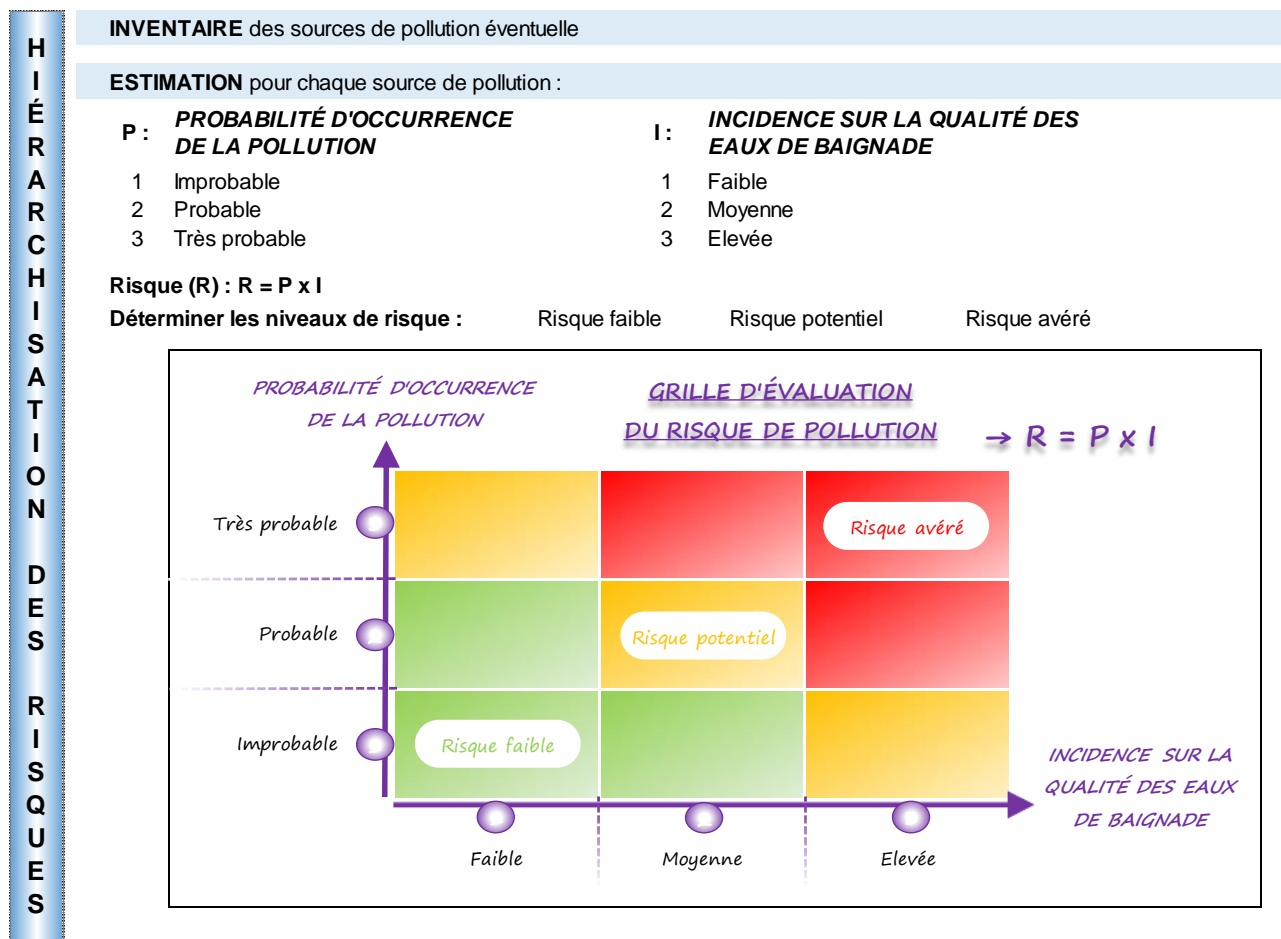 HIÉRARCHISATION DES RISQUES
INVENTAIRE des sources de pollution éventuelle
ESTIMATION pour chaque source de pollution :
P : PROBABILITÉ D'OCCURRENCE
DE LA POLLUTION
1 Improbable
2 Probable
3 Très probable
I : INCIDENCE SUR LA QUALITÉ DES
EAUX DE BAIGNADE
1 Faible
2 Moyenne
3 Elevée
Risque (R) : R = P x I
Déterminer les niveaux de risque : Risque faible Risque potentiel Risque avéré
PROBABILITÉ D'OCCURRENCE
DE LA POLLUTION
GRILLE D'ÉVALUATION
DU RISQUE DE POLLUTION → R = P x I
Très probable
Risque avéré
Probable
Risque potentiel
Improbable
Risque faible
INCIDENCE SUR LA
QUALITÉ DES EAUX
DE BAIGNADE
Faible
Moyenne
Elevée